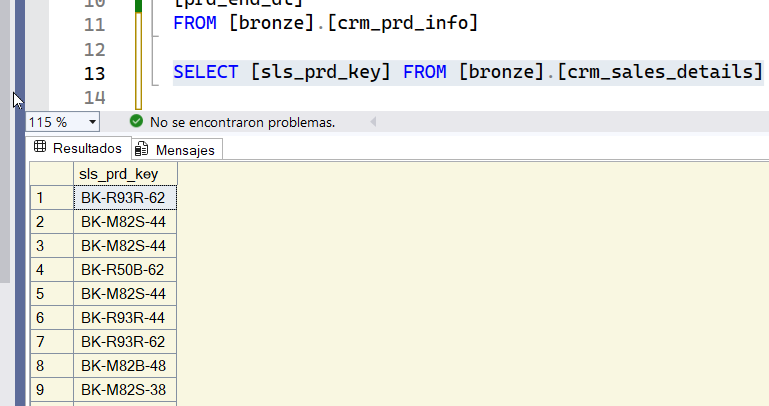 10 [prd_end_dt]
11 FROM [bronze].[crm_prd_info]
12
13 SELECT [sls_prd_key] FROM [bronze].[crm_sales_details]
14
115 % No se encontraron problemas.
Resultados Mensajes
sls_prd_key
1 BK-R93R-62
2 BK-M82S-44
3 BK-M82S-44
4 BK-R50B-62
5 BK-M82S-44
6 BK-R93R-44
7 BK-R93R-62
8 BK-M82B-48
9 BK-M82S-38